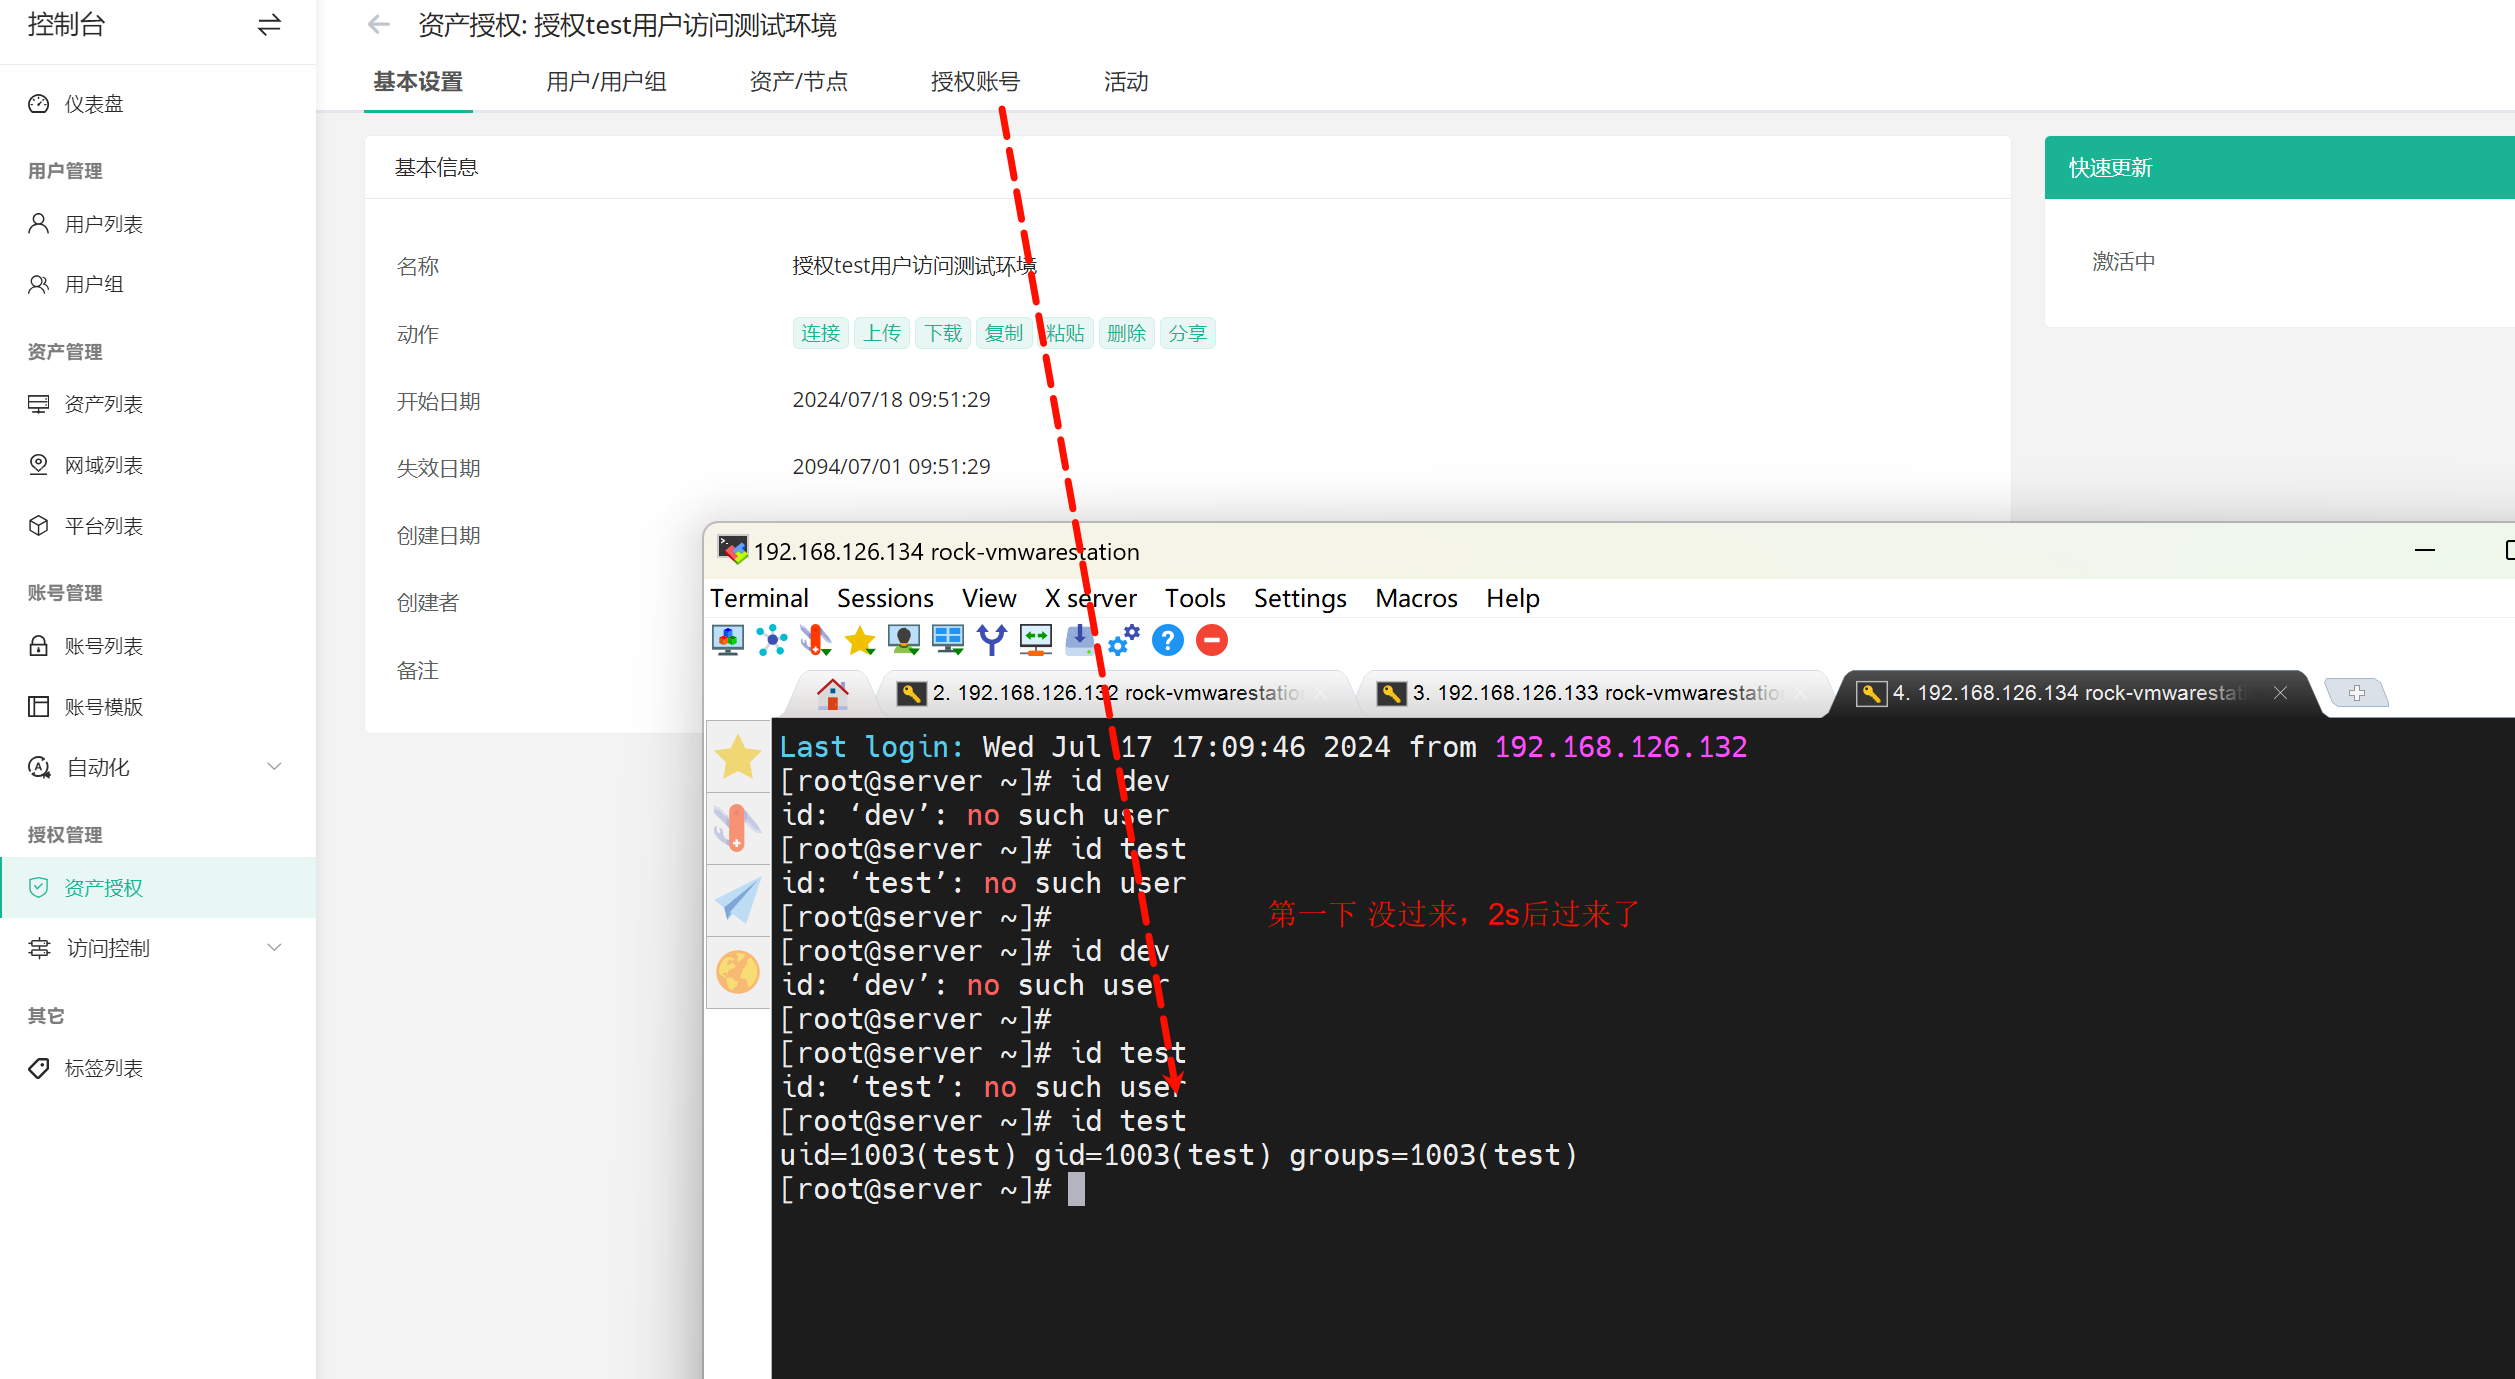 控制台
仪表盘
用户管理
用户列表
用户组
资产管理
资产列表
网域列表
平台列表
账号管理
账号列表
账号模版
自动化
授权管理
资产授权
访问控制
其它
标签列表
资产授权: 授权test用户访问测试环境
基本设置 用户/用户组 资产/节点 授权账号 活动
基本信息
名称 授权test用户访问测试环境
动作 连接 上传 下载 复制 粘贴 删除 分享
开始日期 2024/07/18 09:51:29
失效日期 2094/07/01 09:51:29
创建日期
创建者
备注
快速更新
激活中
192.168.126.134 rock-vmwarestation
Terminal Sessions View X server Tools Settings Macros Help
2. 192.168.126.132 rock-vmwarestatio 3. 192.168.126.133 rock-vmwarestatio 4. 192.168.126.134 rock-vmwarestat
Last login: Wed Jul 17 17:09:46 2024 from 192.168.126.132
[root@server ~]# id dev
id: ‘dev’: no such user
[root@server ~]# id test
id: ‘test’: no such user
[root@server ~]#
[root@server ~]# id dev
id: ‘dev’: no such user
[root@server ~]#
[root@server ~]# id test
id: ‘test’: no such user
[root@server ~]# id test
uid=1003(test) gid=1003(test) groups=1003(test)
[root@server ~]#
第一下 没过来，2s后过来了